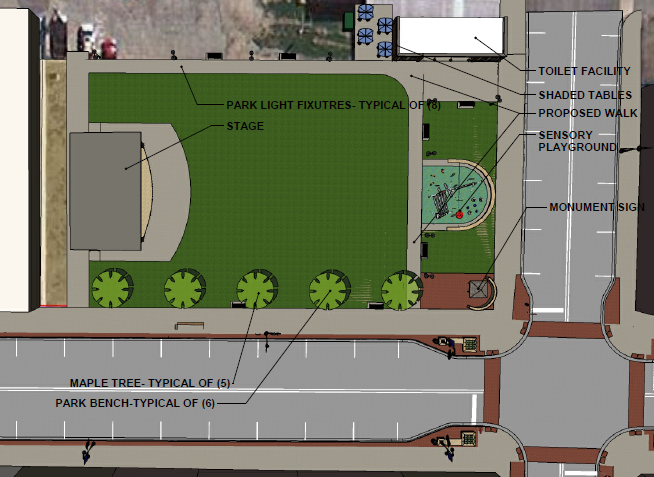 TOILET FACILITY
SHADED TABLES
PARK LIGHT FIXUTRES- TYPICAL OF (8)
PROPOSED WALK
STAGE
SENSORY
PLAYGROUND
MONUMENT SIGN
MAPLE TREE- TYPICAL OF (5)
PARK BENCH-TYPICAL OF (6)